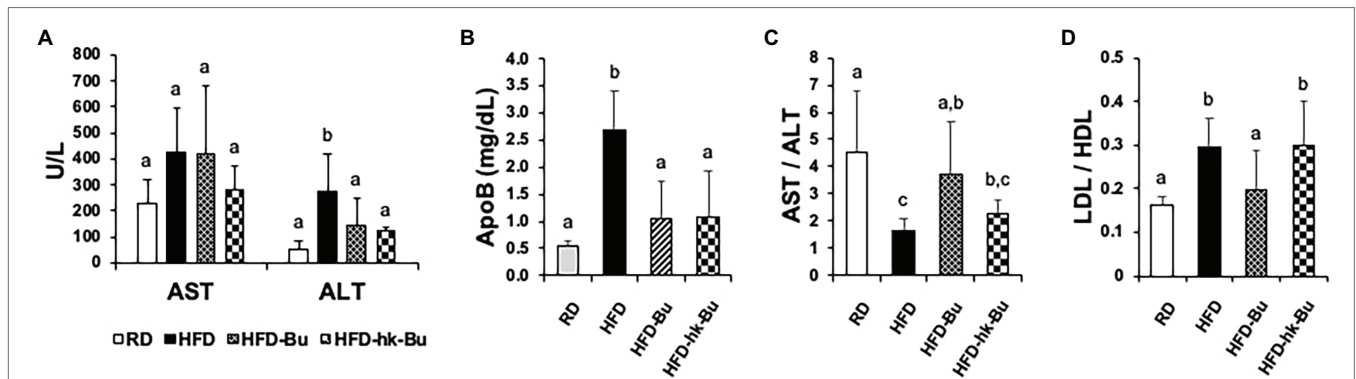 A
800
700
600
500
400
300
200
100
0
U/L
a
a
a
a
a
b
a
a
AST
ALT
RD
HFD
HFD-Bu
HFD-hk-Bu
B
4.0
3.5
3.0
2.5
2.0
1.5
1.0
0.5
0.0
ApoB (mg/dL)
a
b
a
a
RD
HFD
HFD-Bu
HFD-hk-Bu
C
8
7
6
5
4
3
2
1
0
AST / ALT
a
c
a,b
b,c
RD
HFD
HFD-Bu
HFD-hk-Bu
D
0.5
0.4
0.3
0.2
0.1
0
LDL / HDL
a
b
a
b
RD
HFD
HFD-Bu
HFD-hk-Bu